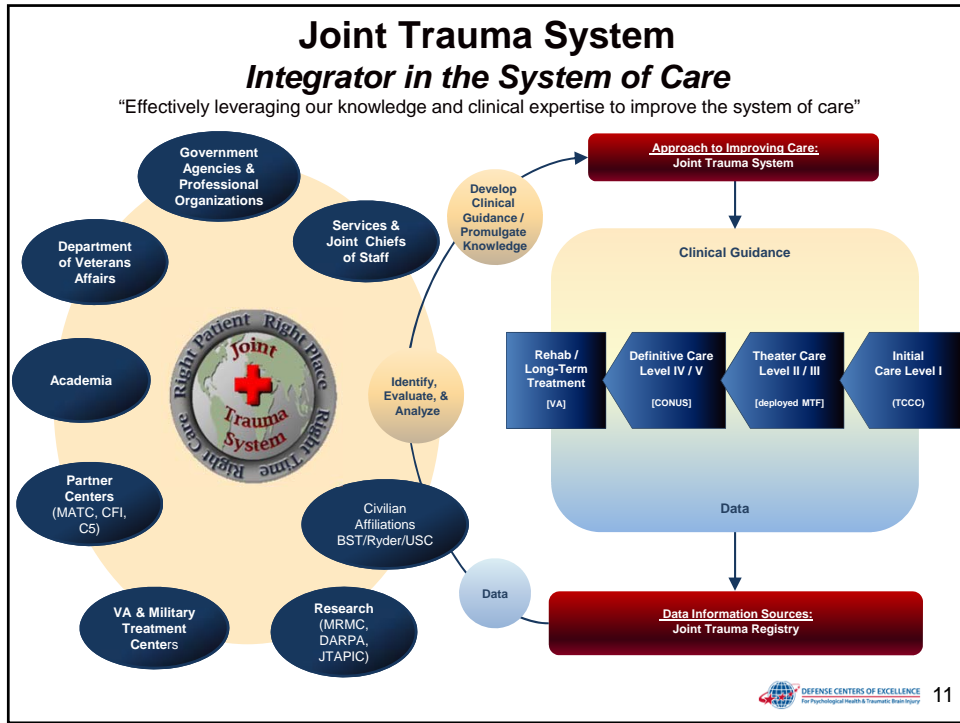 Joint Trauma System
Integrator in the System of Care
“Effectively leveraging our knowledge and clinical expertise to improve the system of care”
Government
Agencies &
Professional
Organizations
Services &
Joint Chiefs
of Staff
Department
of Veterans
Affairs
Academia
Partner
Centers
(MATC, CFI,
C5)
VA & Military
Treatment
Centers
Research
(MRMC,
DARPA,
JTAPIC)
Civilian
Affiliations
BST/Ryder/USC
Right Patient Right Place Right Time Right Care
Joint
Trauma
System
Develop
Clinical
Guidance /
Promulgate
Knowledge
Identify,
Evaluate, &
Analyze
Data
Approach to Improving Care:
Joint Trauma System
Clinical Guidance
Rehab /
Long-Term
Treatment
[VA]
Definitive Care
Level IV / V
[CONUS]
Theater Care
Level II / III
[deployed MTF]
Initial
Care Level I
(TCCC)
Data
Data Information Sources:
Joint Trauma Registry
DEFENSE CENTERS OF EXCELLENCE
For Psychological Health & Traumatic Brain Injury
11